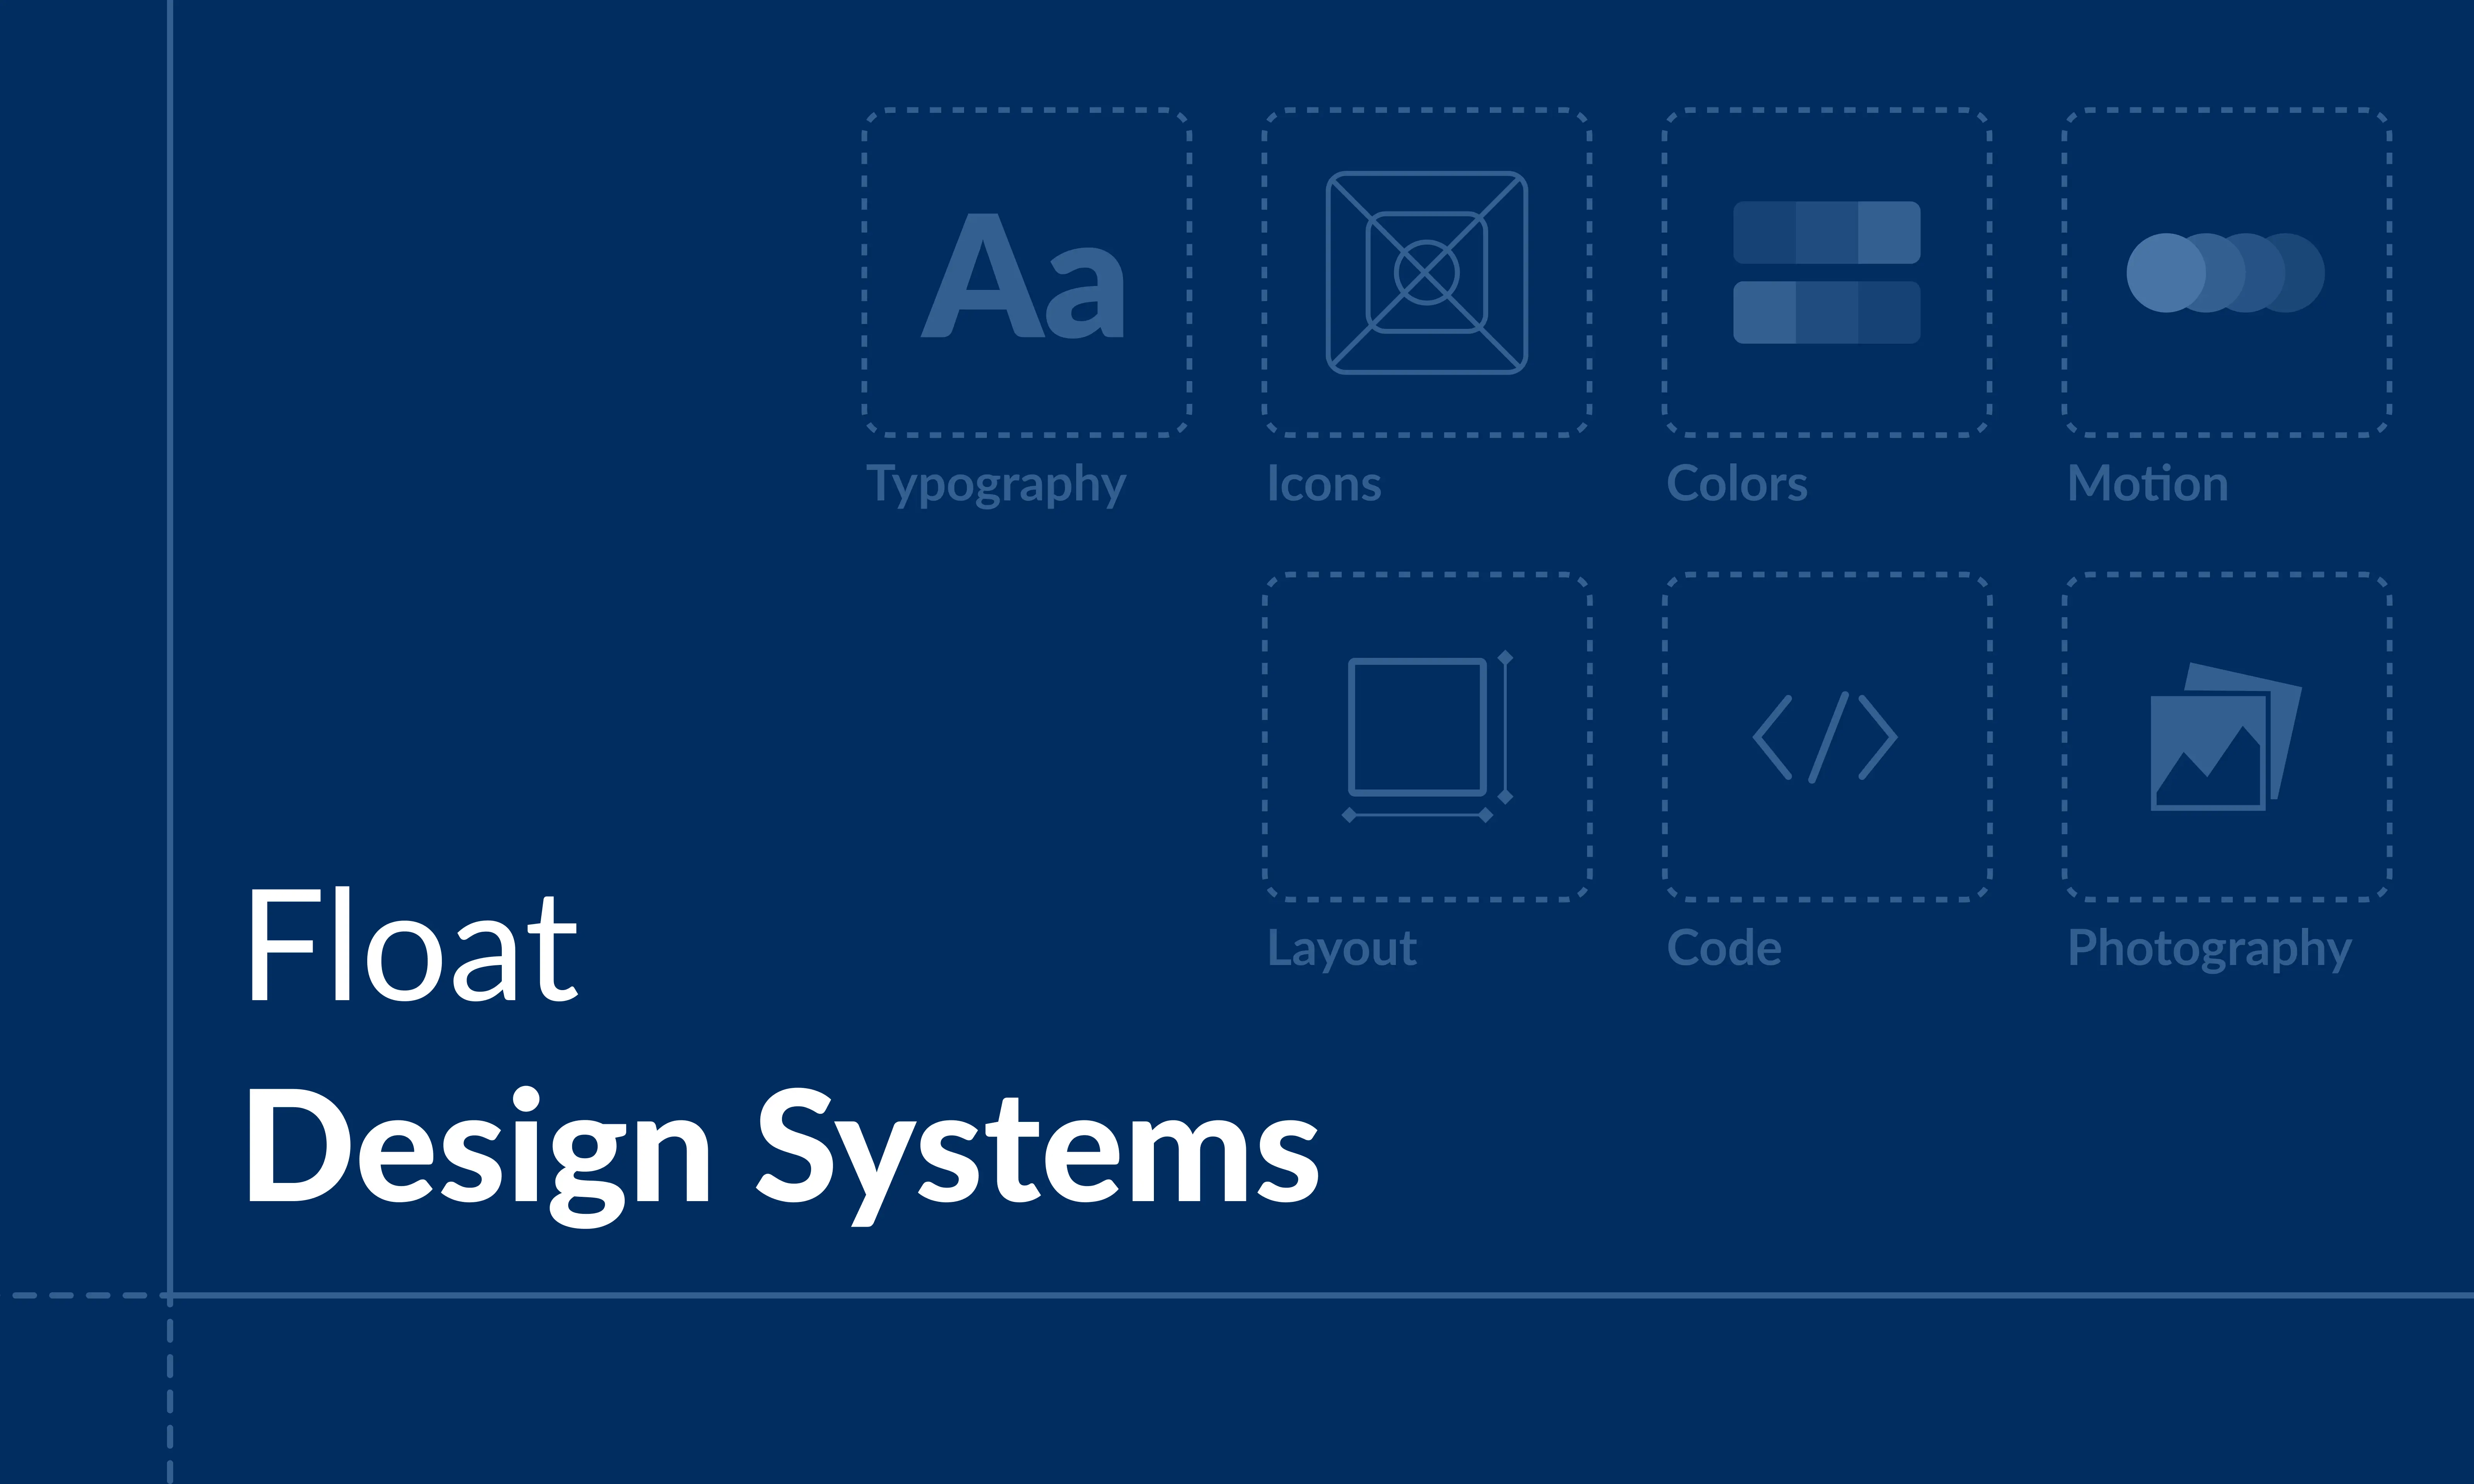 Aa
Typography
Icons
Colors
Motion
</>
Layout
Code
Photography
Float
Design Systems